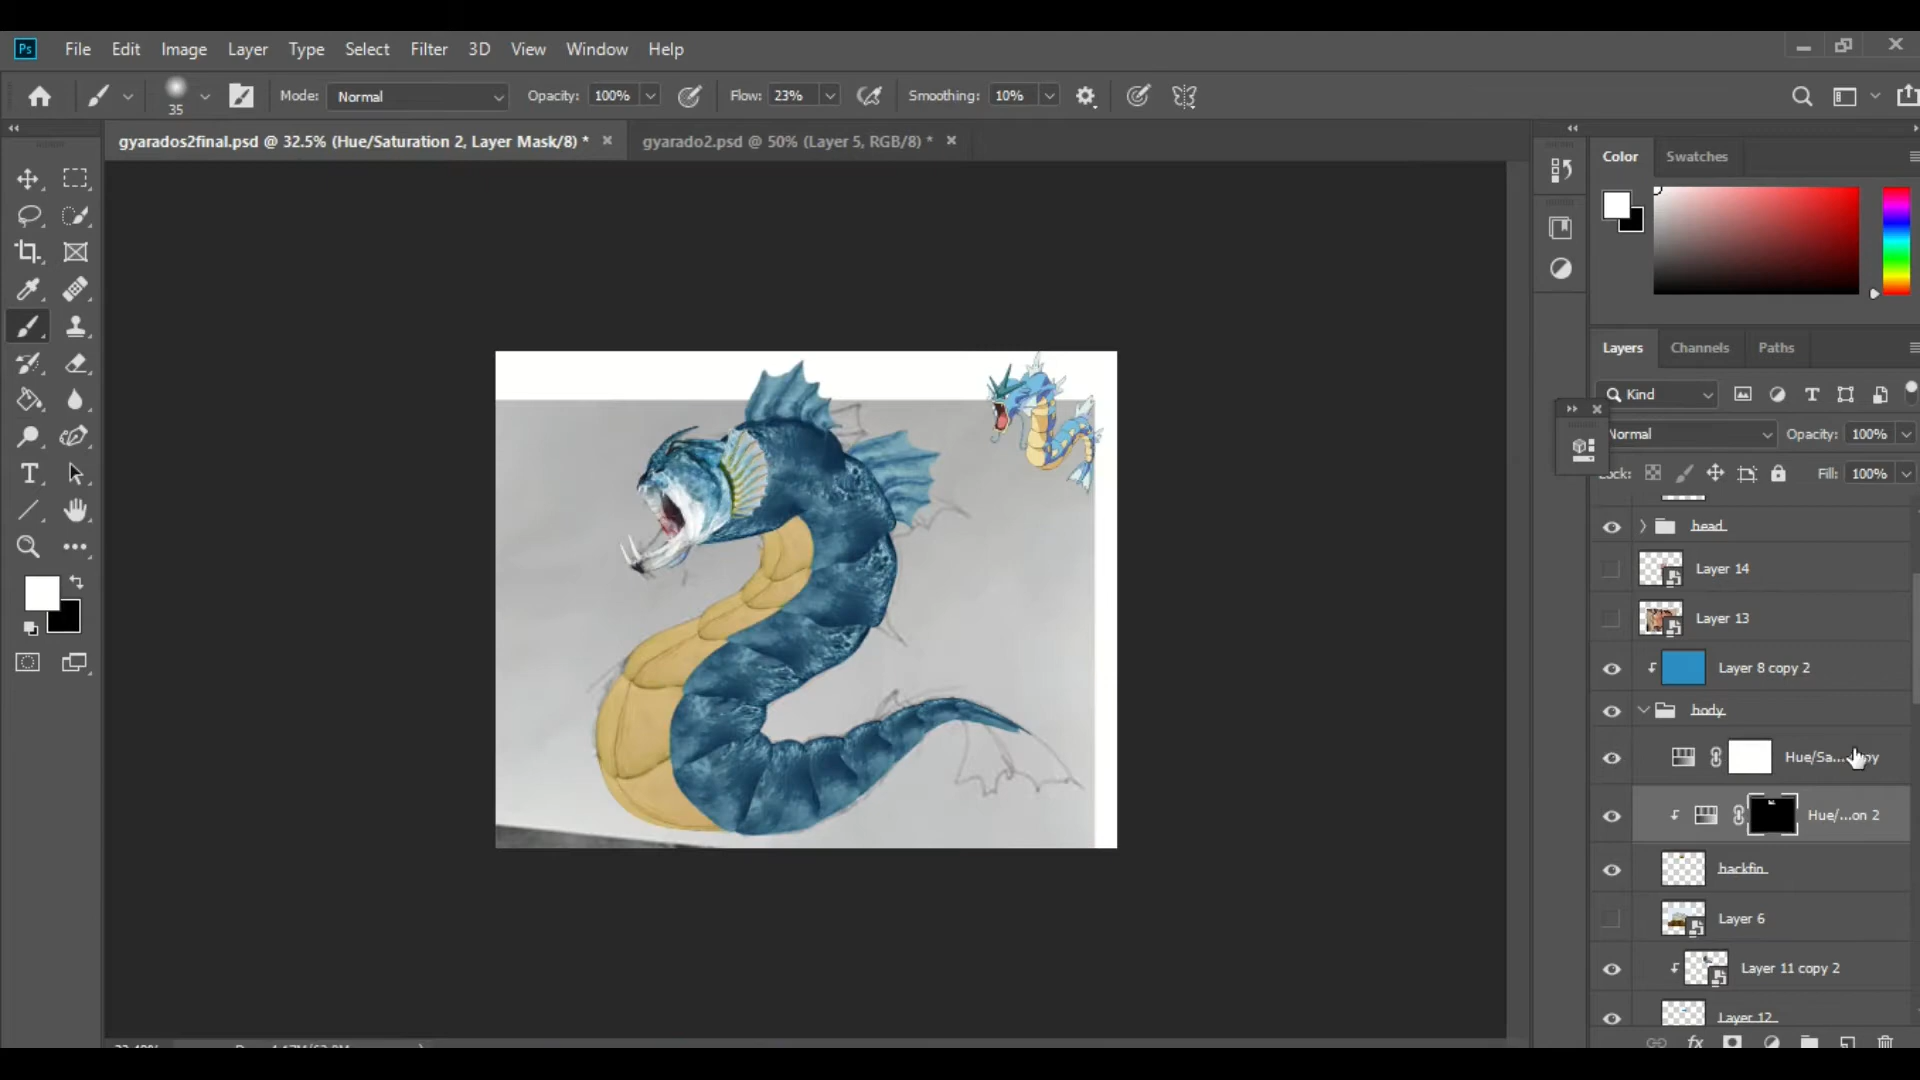 Ps File Edit Image Layer Type Select Filter 3D View Window Help
35 Mode: Normal Opacity: 100% Flow: 23% Smoothing: 10%
gyarados2final.psd @ 32.5% (Hue/Saturation 2, Layer Mask/8) * gyarado2.psd @ 50% (Layer 5, RGB/8) *
Color Swatches
Layers Channels Paths
Kind
Normal Opacity: 100%
Lock: Fill: 100%
head
Layer 14
Layer 13
Layer 8 copy 2
body
Hue/Sa...
Hue/...on 2
backfin
Layer 6
Layer 11 copy 2
Layer 12